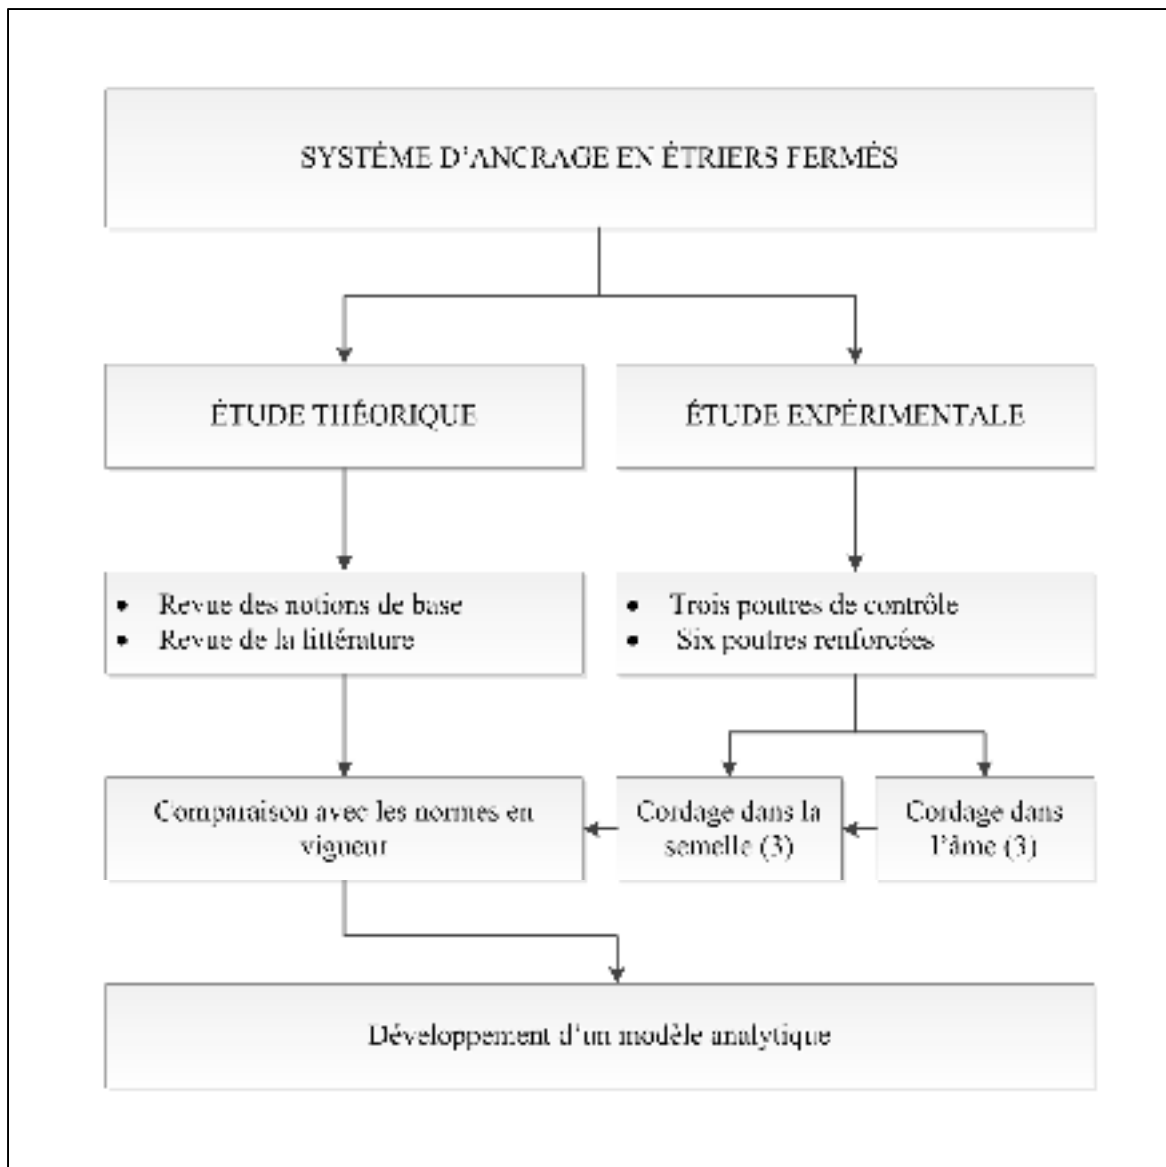 SYSTÈME D'ANCRAGE EN ÉTRIERS FERMÉS
ÉTUDE THÉORIQUE
ÉTUDE EXPÉRIMENTALE
• Revue des notions de base
• Revue de la littérature
• Trois poutres de contrôle
• Six poutres renforcées
Comparaison avec les normes en
vigueur
Cordage dans la
semelle (3)
Cordage dans
l'âme (3)
Développement d'un modèle analytique